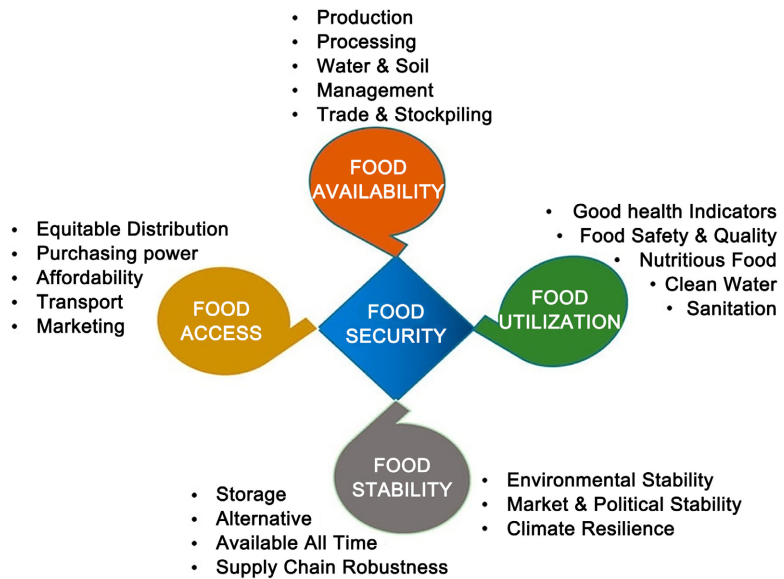 • Production
• Processing
• Water & Soil
• Management
• Trade & Stockpiling
FOOD
AVAILABILITY
• Equitable Distribution
• Purchasing power
• Affordability
• Transport
• Marketing
FOOD
ACCESS
FOOD
SECURITY
• Good health Indicators
• Food Safety & Quality
• Nutritious Food
• Clean Water
• Sanitation
FOOD
UTILIZATION
FOOD
STABILITY
• Storage
• Alternative
• Available All Time
• Supply Chain Robustness
• Environmental Stability
• Market & Political Stability
• Climate Resilience